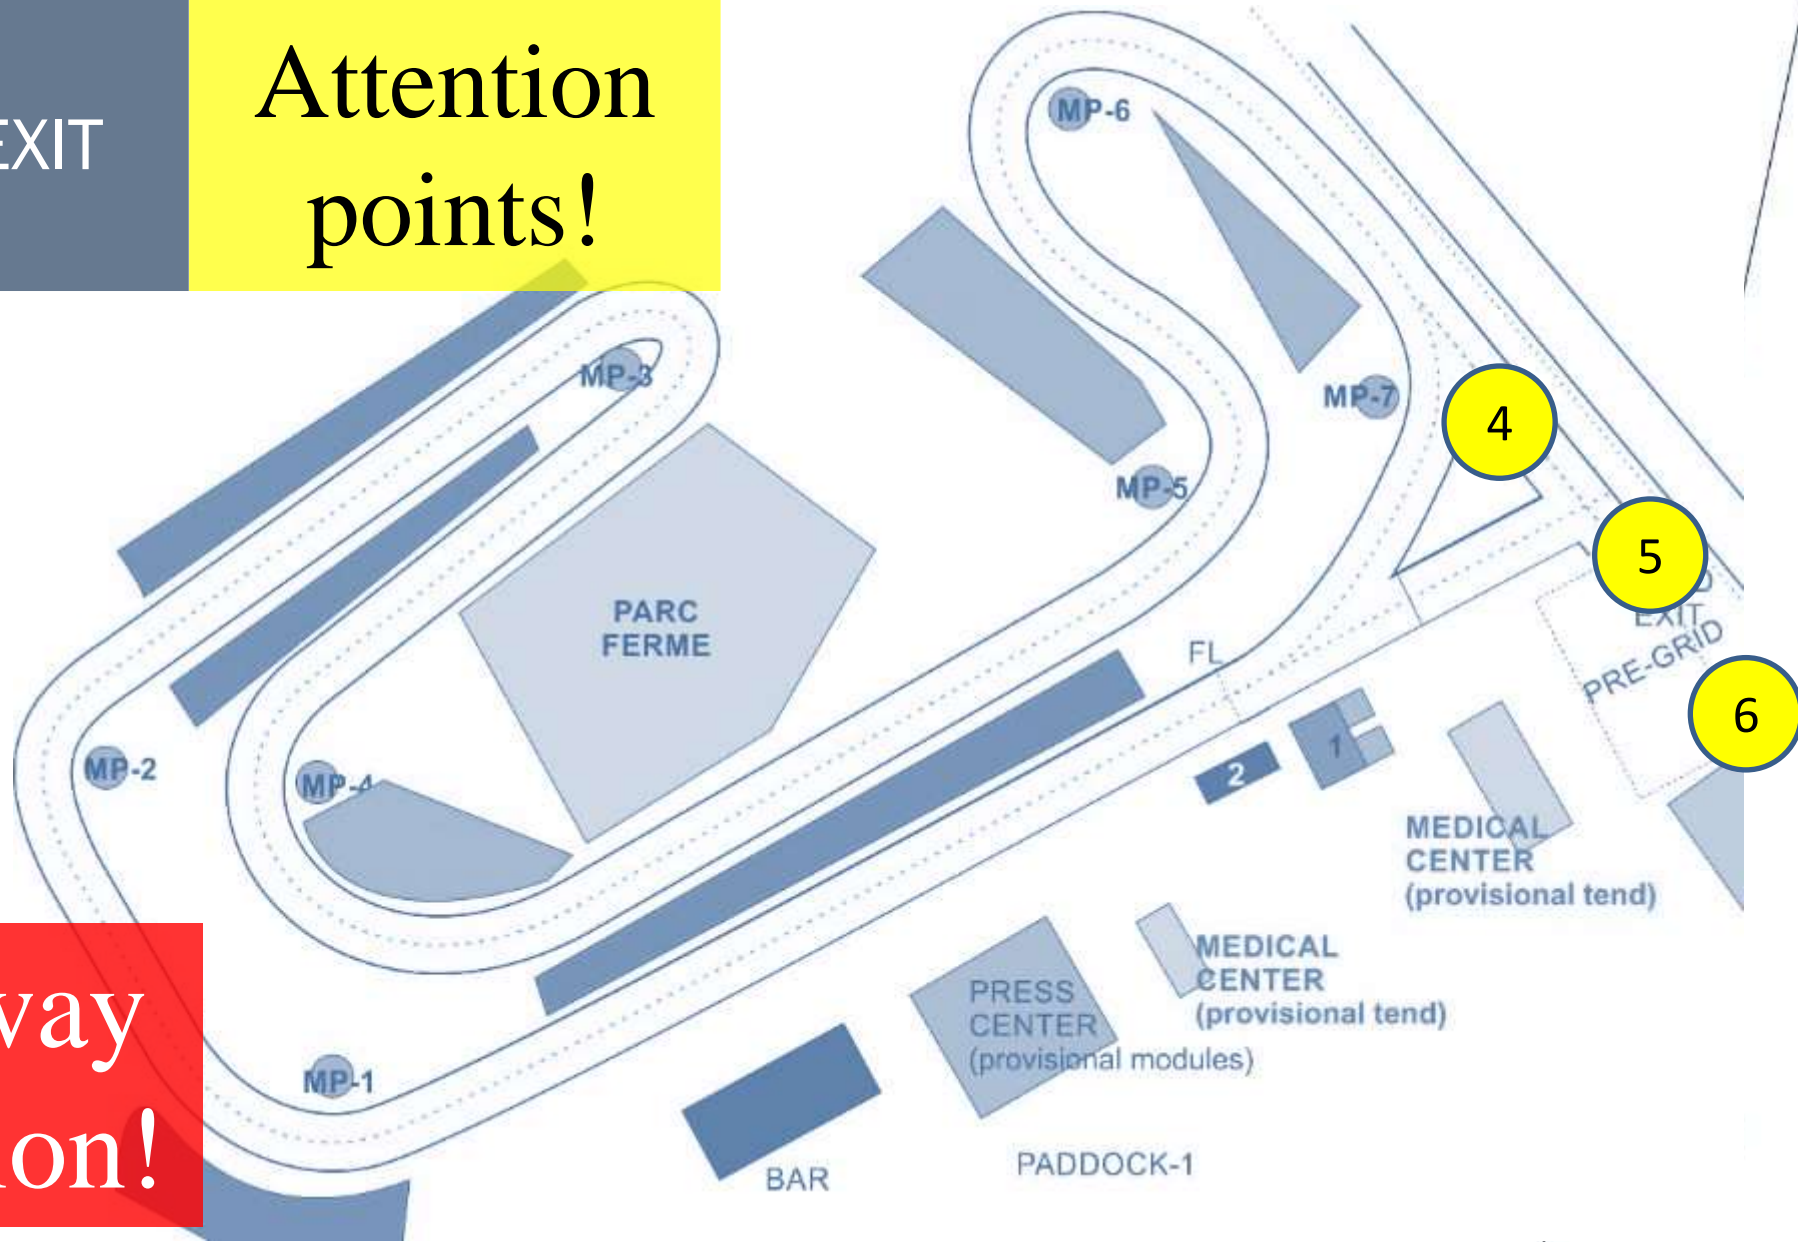 EXIT
Attention
points!
MP-6
MP-3
MP-7
4
MP-5
5
EXIT
PRE-GRID
PARC
FERME
FL
6
MP-2
MP-4
1
2
MEDICAL
CENTER
(provisional tend)
MEDICAL
CENTER
(provisional tend)
PRESS
CENTER
(provisional modules)
MP-1
BAR
PADDOCK-1